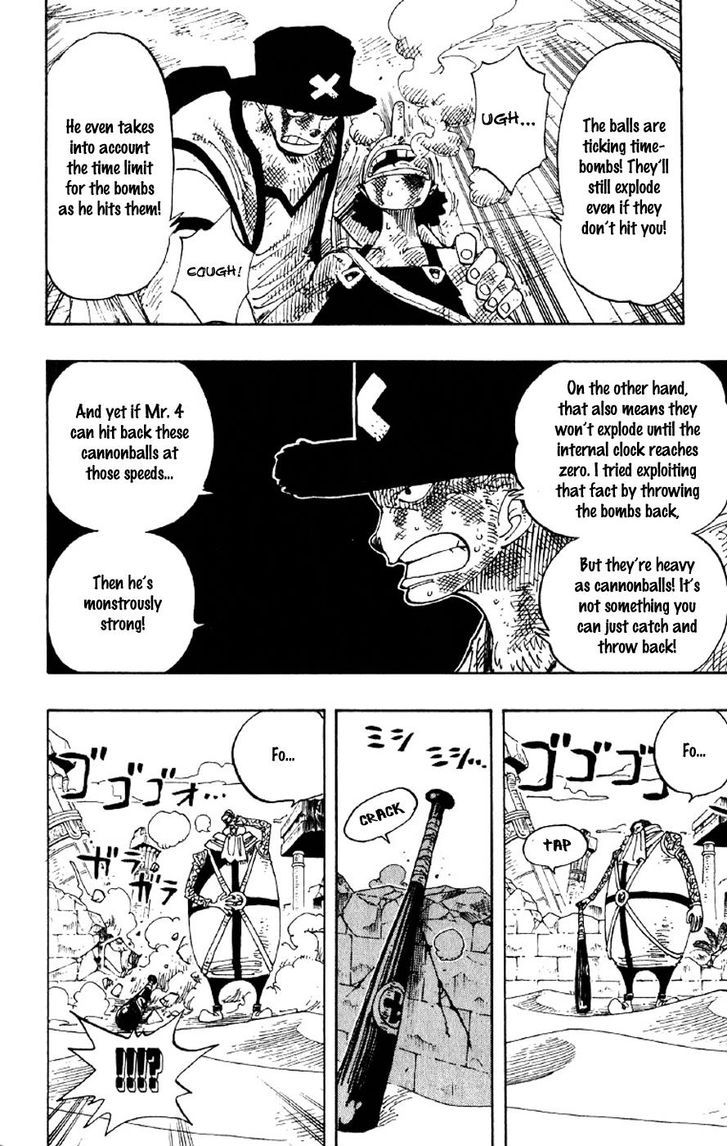 The balls are
ticking time-
bombs! They'll
still explode
even if they
don't hit you!
UGH...
He even takes
into account
the time limit
for the bombs
as he hits them!
COUGH!
On the other hand,
that also means they
won't explode until the
internal clock reaches
zero. I tried exploiting
that fact by throwing
the bombs back,
But they're heavy
as cannonballs! It's
not something you
can just catch and
throw back!
And yet if Mr. 4
can hit back these
cannonballs at
those speeds...
Then he's
monstrously
strong!
Fo...
ゴゴゴゴ
TAP
ミシ ミシ...
CRACK
Fo...
ゴゴゴォ...
ガラガラ
!!!!?